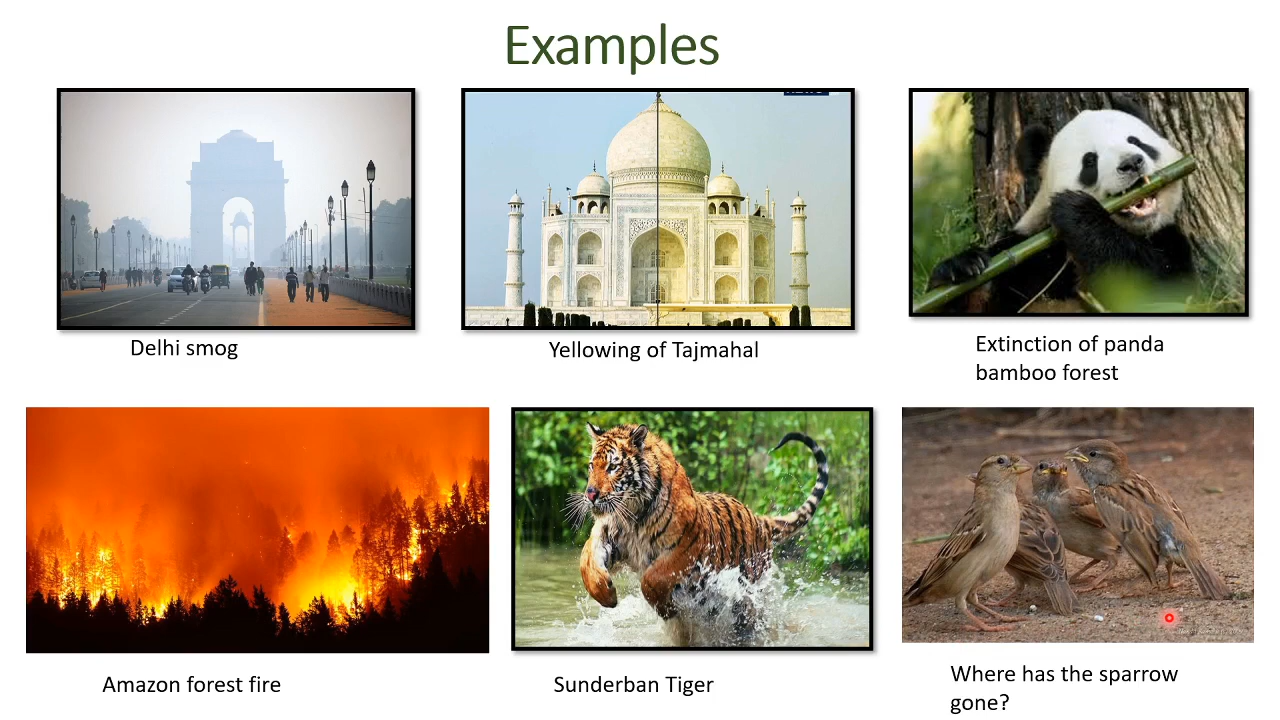 Examples
Delhi smog
Yellowing of Tajmahal
Extinction of panda
bamboo forest
Amazon forest fire
Sunderban Tiger
Where has the sparrow
gone?